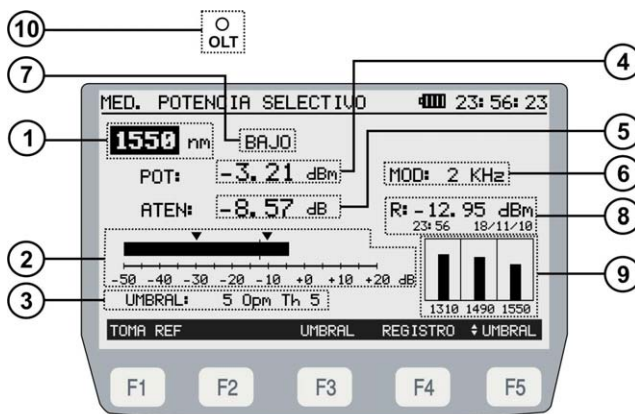 10
OLT
7
4
MED. POTENCIA SELECTIVO 23:56:23
1
1550 nm
BAJO
5
POT: -3.21 dBm
MOD: 2 KHz
6
ATEN: -8.57 dB
R:-12.95 dBm
23:56 18/11/10
8
2
-50 -40 -30 -20 -10 +0 +10 +20 dB
9
3
UMBRAL: 5 Opm Th 5
1310 1490 1550
TOMA REF UMBRAL REGISTRO UMBRAL
F1 F2 F3 F4 F5